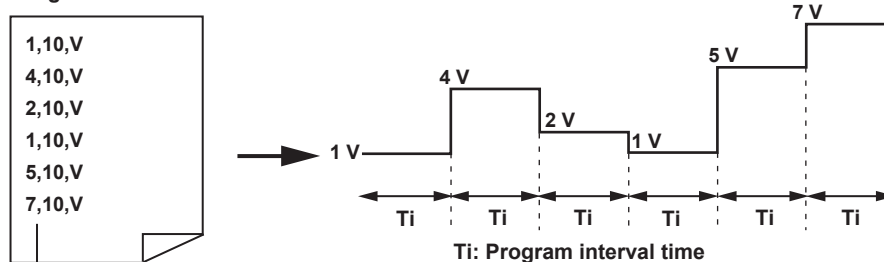 1,10,V
4,10,V
2,10,V
1,10,V
5,10,V
7,10,V
1 V
4 V
2 V
1 V
5 V
7 V
Ti Ti Ti Ti Ti Ti
Ti: Program interval time